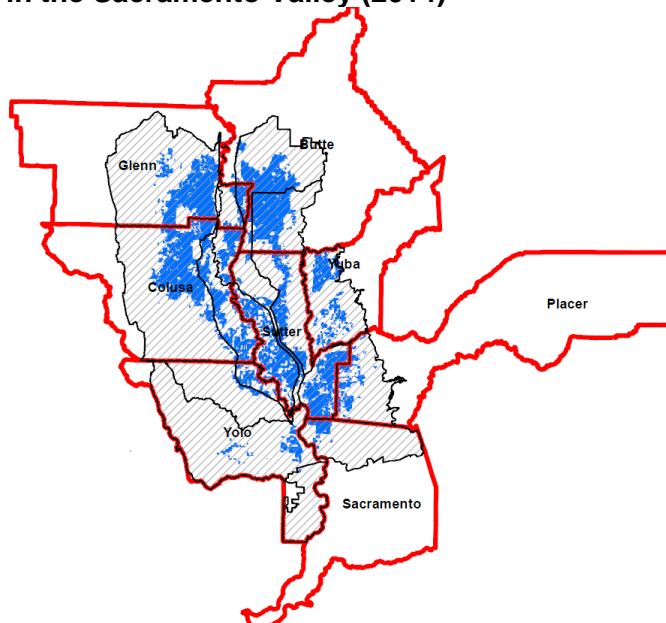 in the Sacramento Valley (2014)
Butte
Glenn
Yuba
Colusa
Placer
Sutter
Yolo
Sacramento